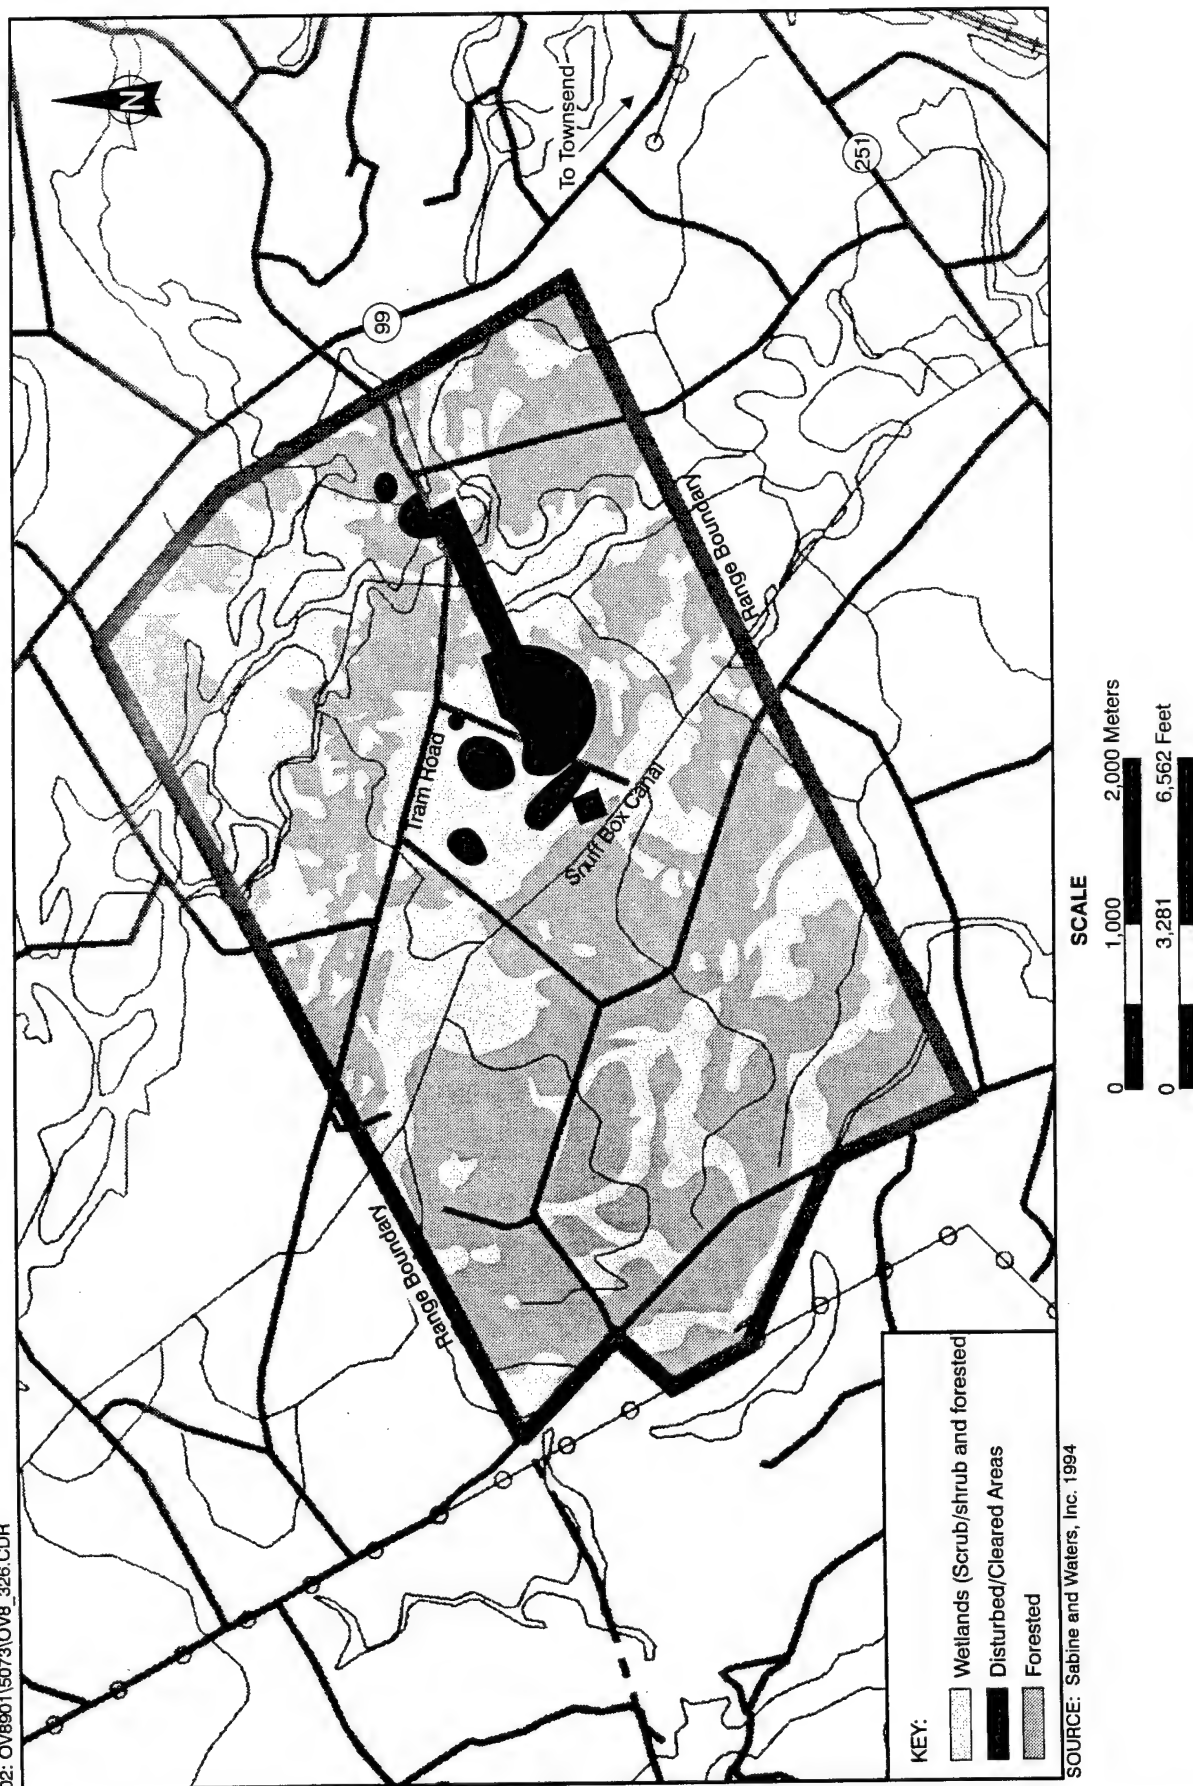 02: OV8901\5073\OV8_326.CDR
N
To Townsend
99
251
Tram Road
Snuff Box Canal
Range Boundary
Range Boundary
KEY:
Wetlands (Scrub/shrub and forested
Disturbed/Cleared Areas
Forested
SOURCE: Sabine and Waters, Inc. 1994
SCALE
0 1,000 2,000 Meters
0 3,281 6,562 Feet